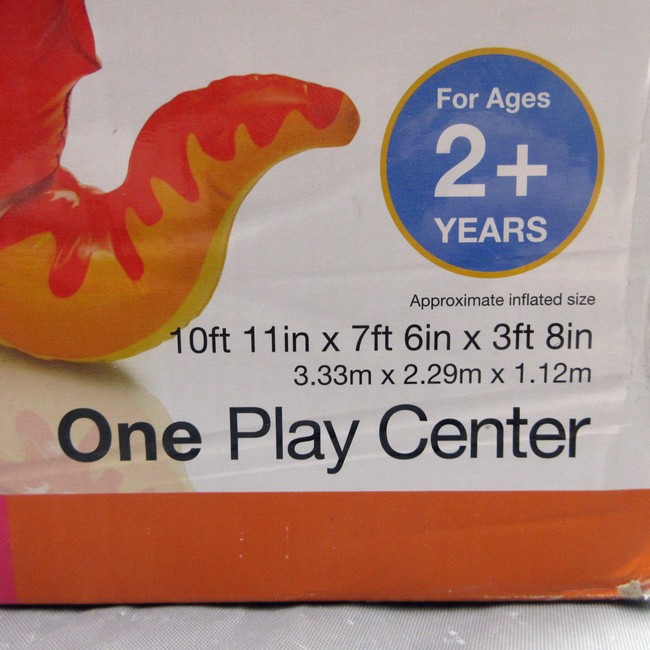 For Ages
2+
YEARS
Approximate inflated size
10ft 11in x 7ft 6in x 3ft 8in
3.33m x 2.29m x 1.12m
One Play Center